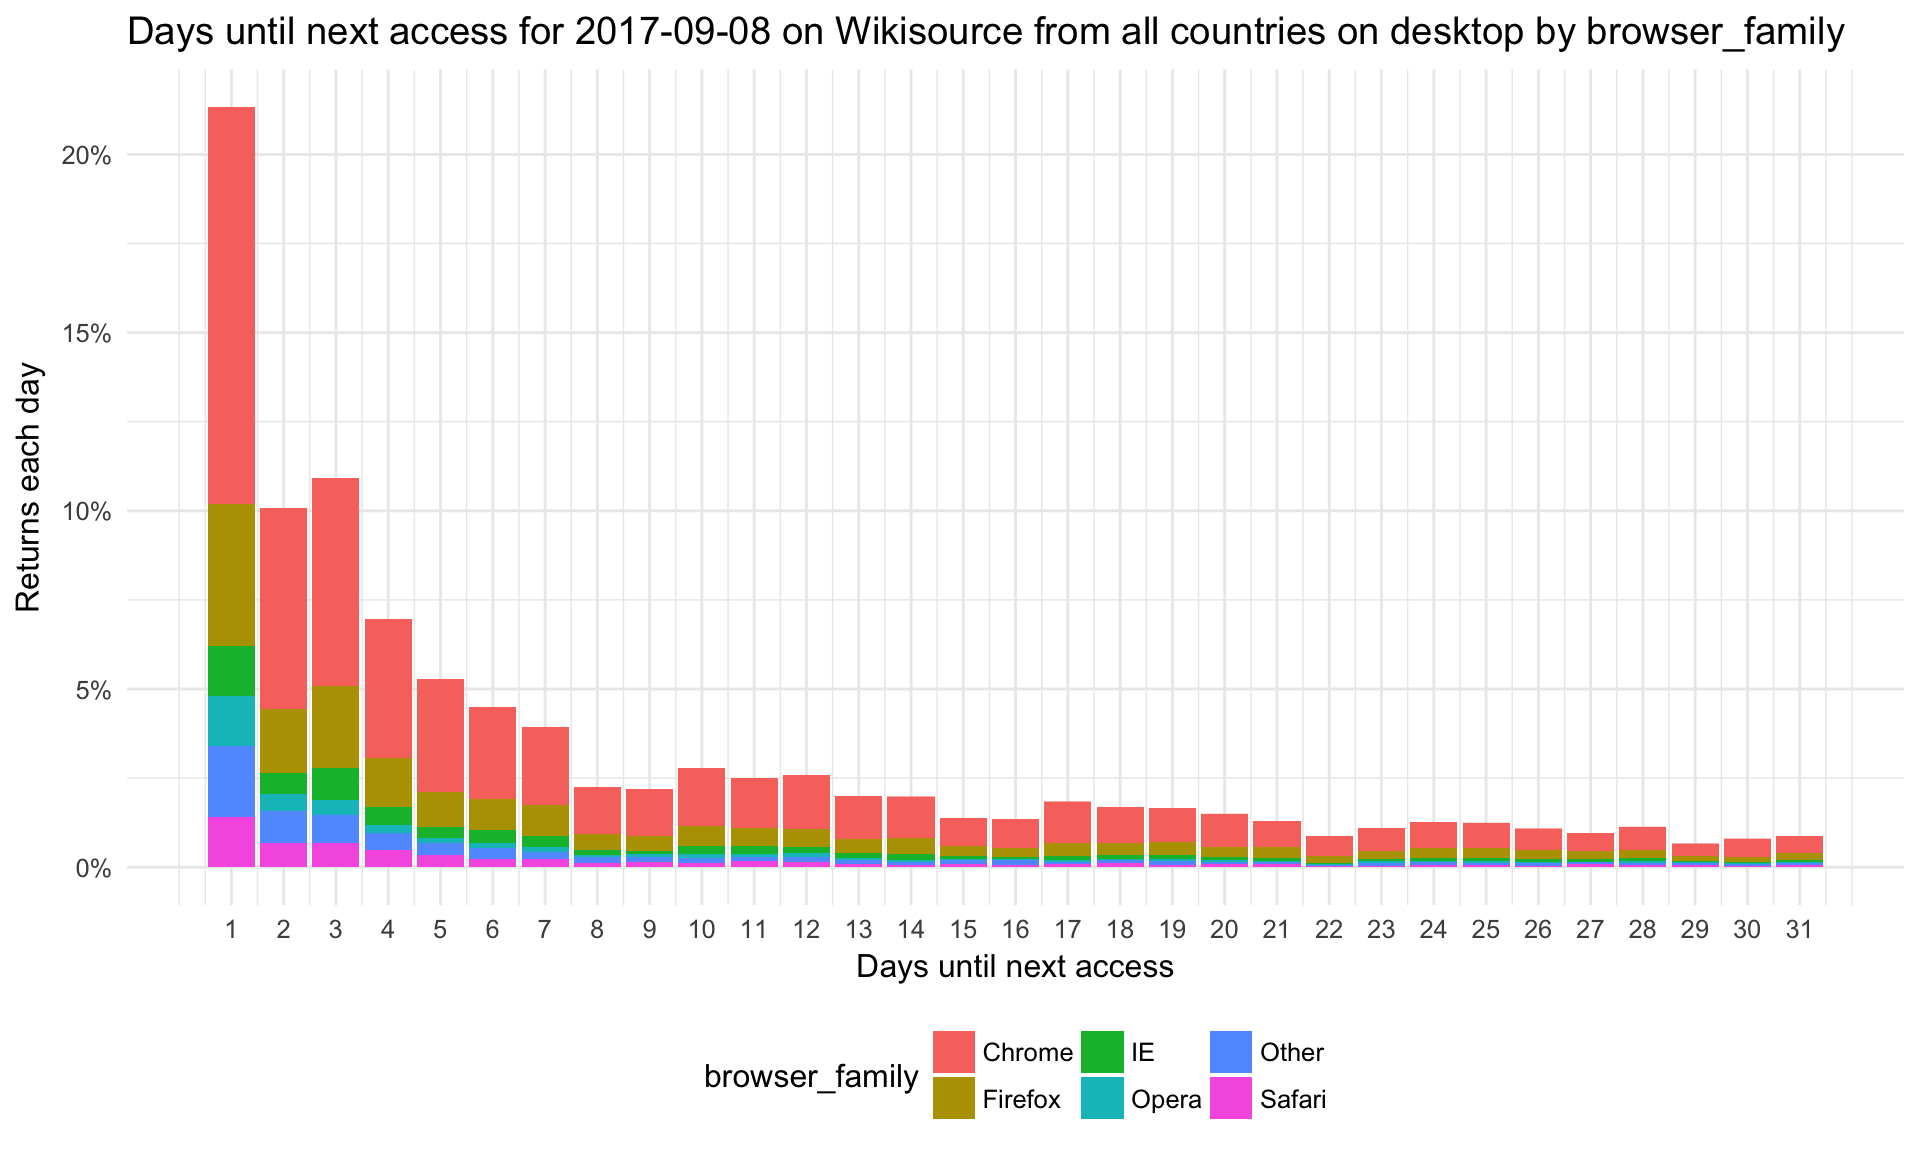 Days until next access for 2017-09-08 on Wikisource from all countries on desktop by browser_family
Returns each day
20%
15%
10%
5%
0%
1 2 3 4 5 6 7 8 9 10 11 12 13 14 15 16 17 18 19 20 21 22 23 24 25 26 27 28 29 30 31
Days until next access
browser_family
Chrome IE Other
Firefox Opera Safari